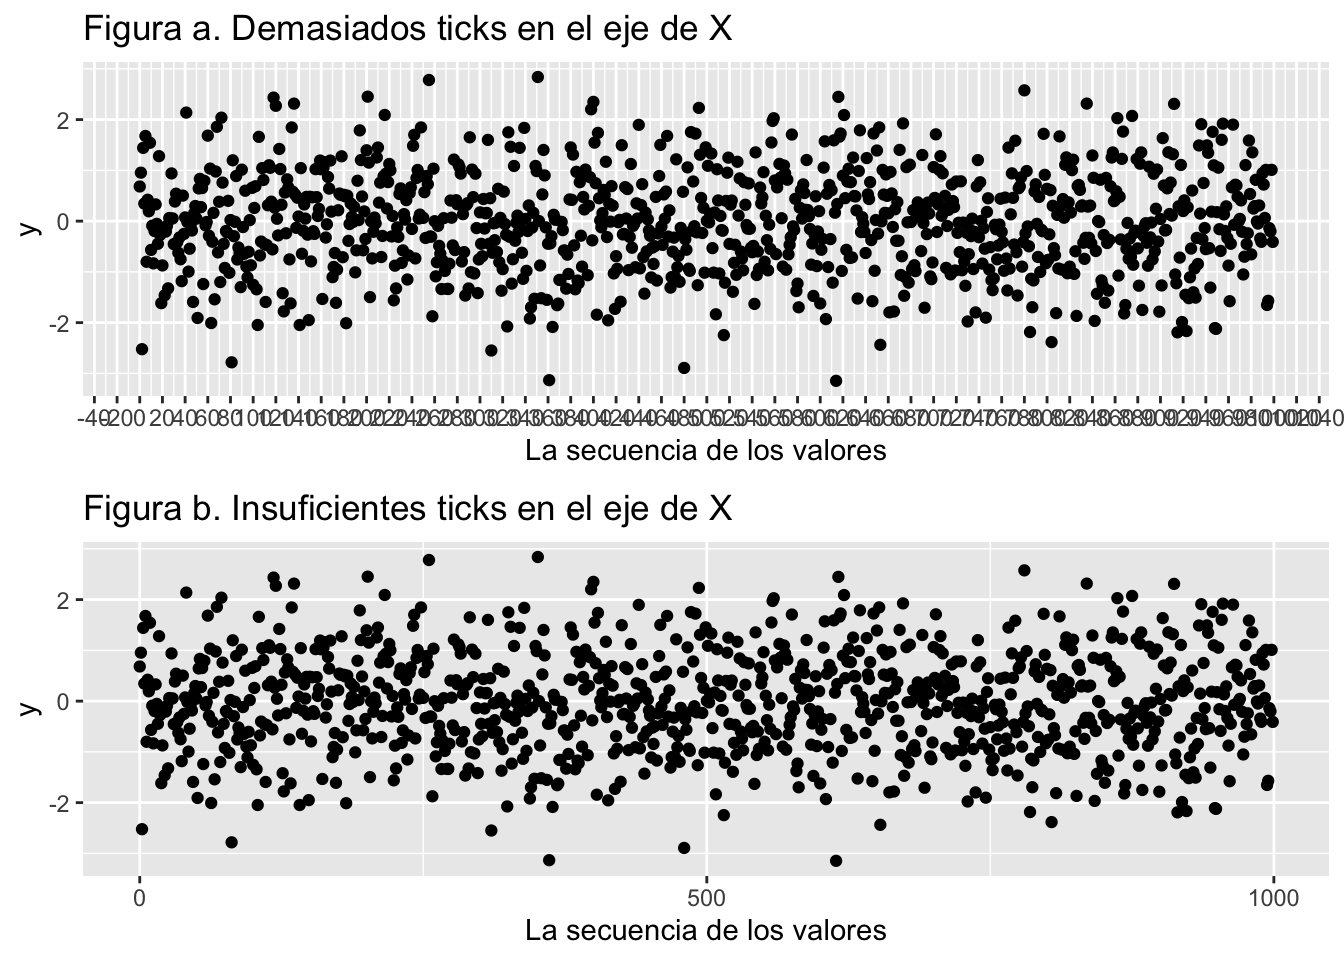 Figura a. Demasiados ticks en el eje de X
2
0
-2
y
La secuencia de los valores
Figura b. Insuficientes ticks en el eje de X
2
0
-2
y
0 500 1000
La secuencia de los valores